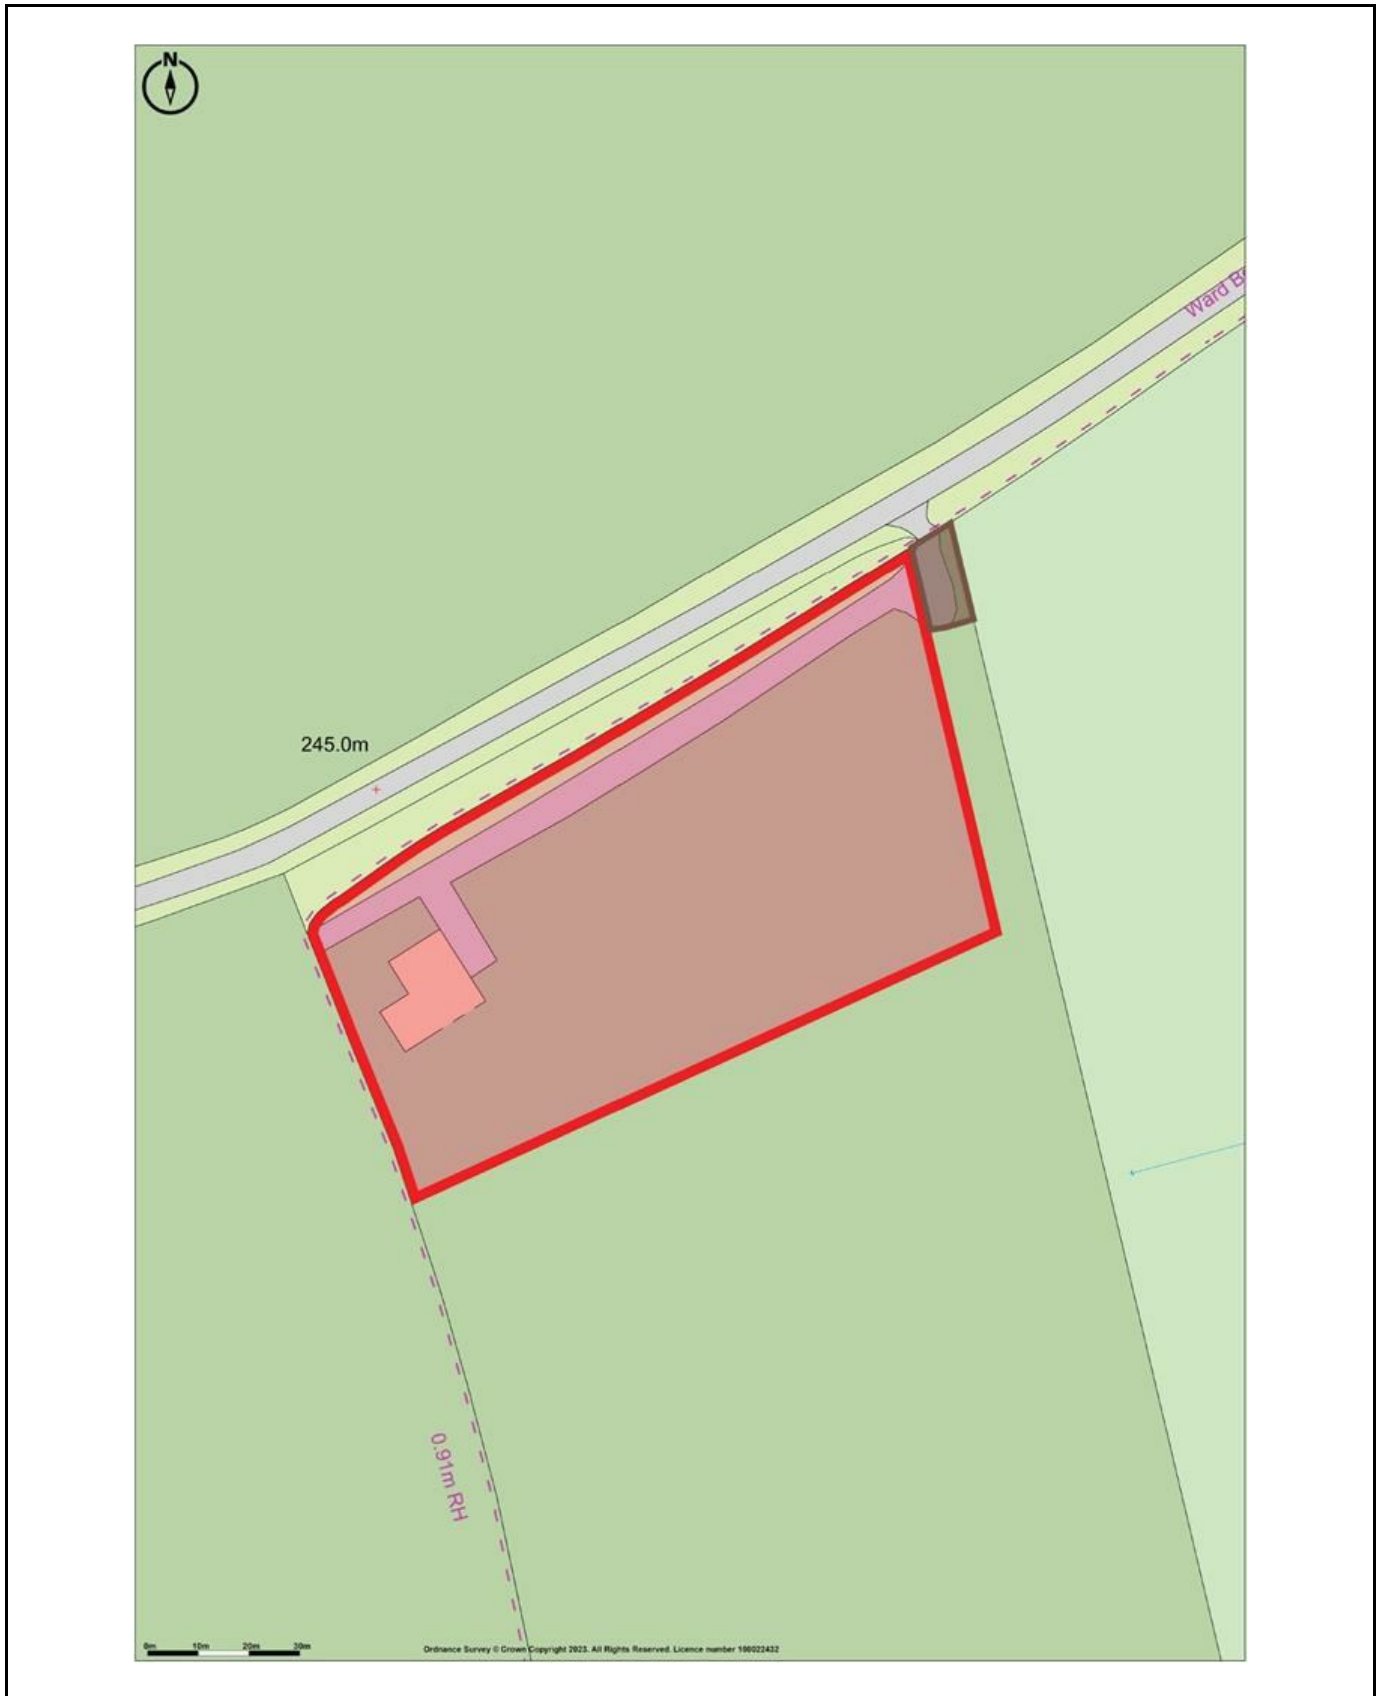 N
Ward B
245.0m
0.91m RH
0m 10m 20m 30m
Ordnance Survey © Crown Copyright 2023. All Rights Reserved. Licence number 100022432